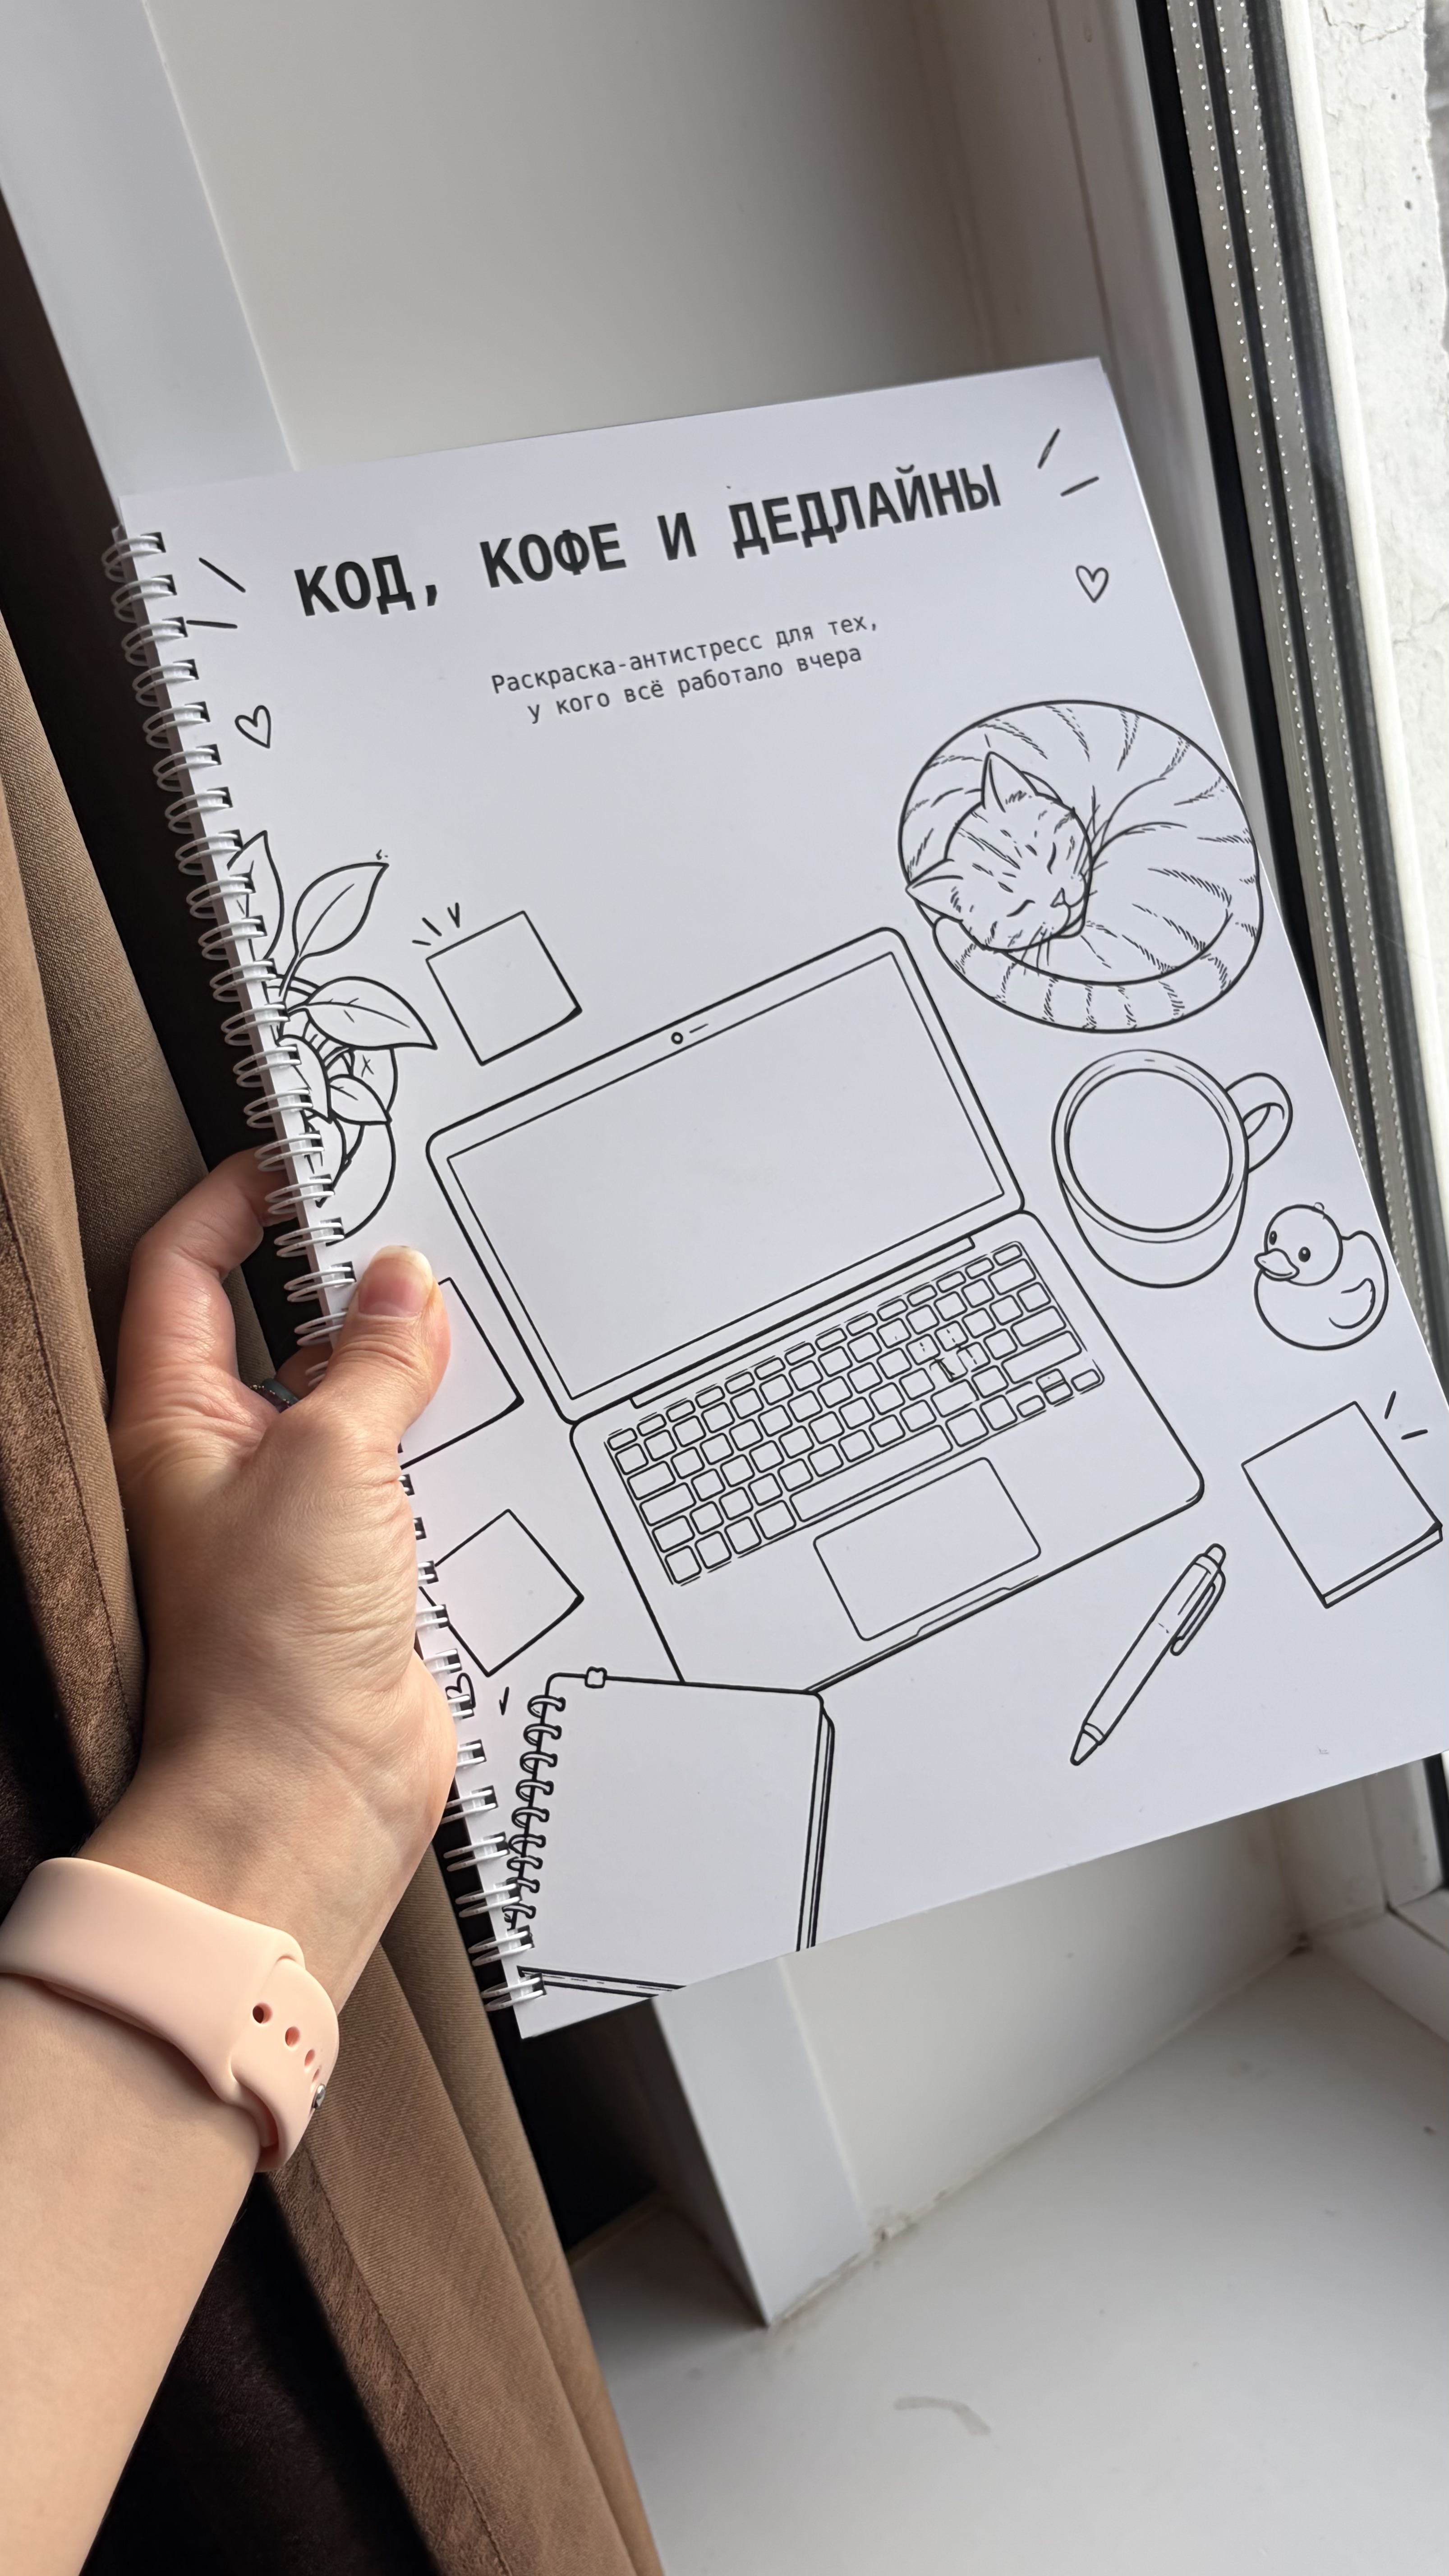 КОД, КОФЕ И ДЕДЛАЙНЫ
Раскраска-антистресс для тех,
у кого всё работало вчера